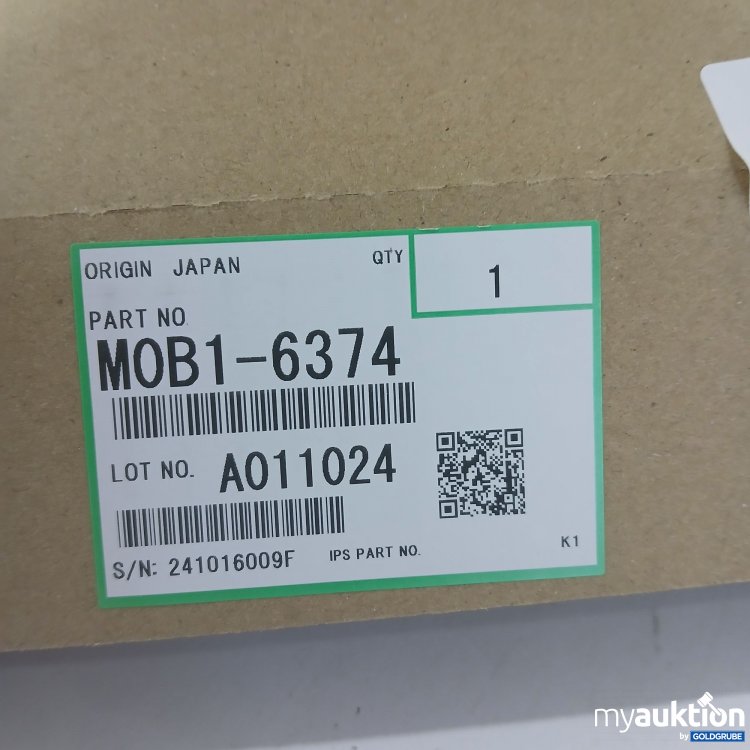 ORIGIN JAPAN
QTY
1
PART NO.
M0B1-6374
LOT NO. A011024
S/N: 241016009F
IPS PART NO.
K1
myauktion
by GOLDGRUBE